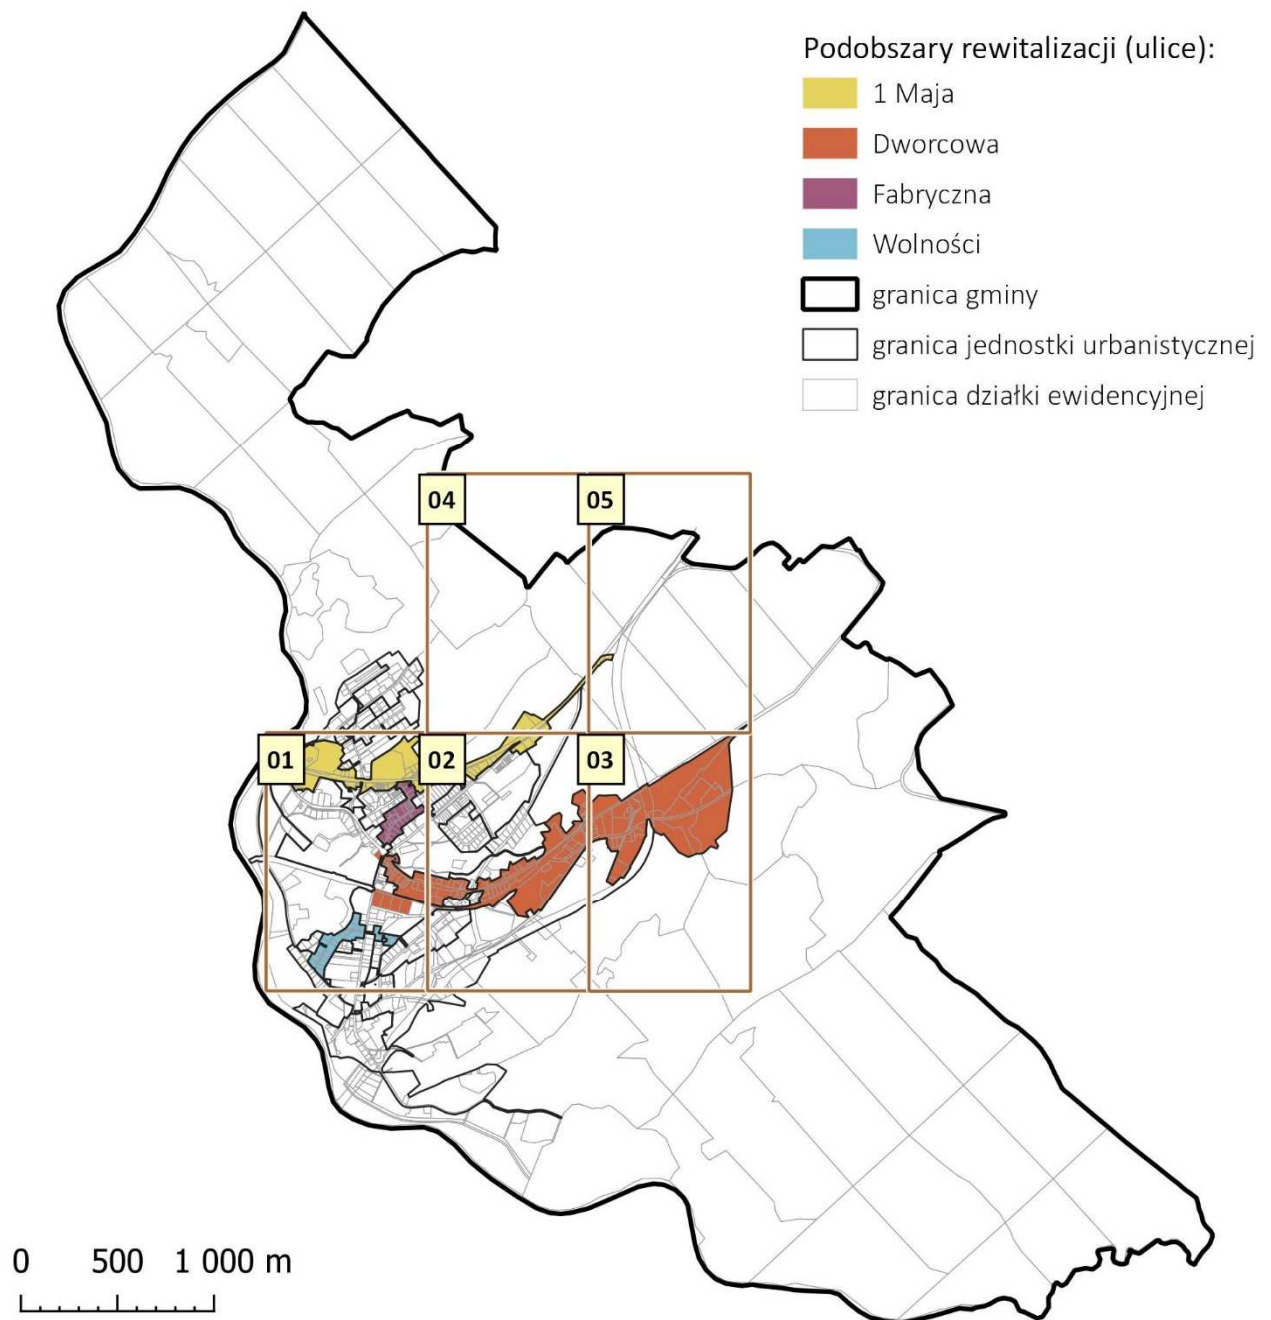 Podobszary rewitalizacji (ulice):
1 Maja
Dworcowa
Fabryczna
Wolności
granica gminy
granica jednostki urbanistycznej
granica działki ewidencyjnej
04
05
01
02
03
0 500 1 000 m